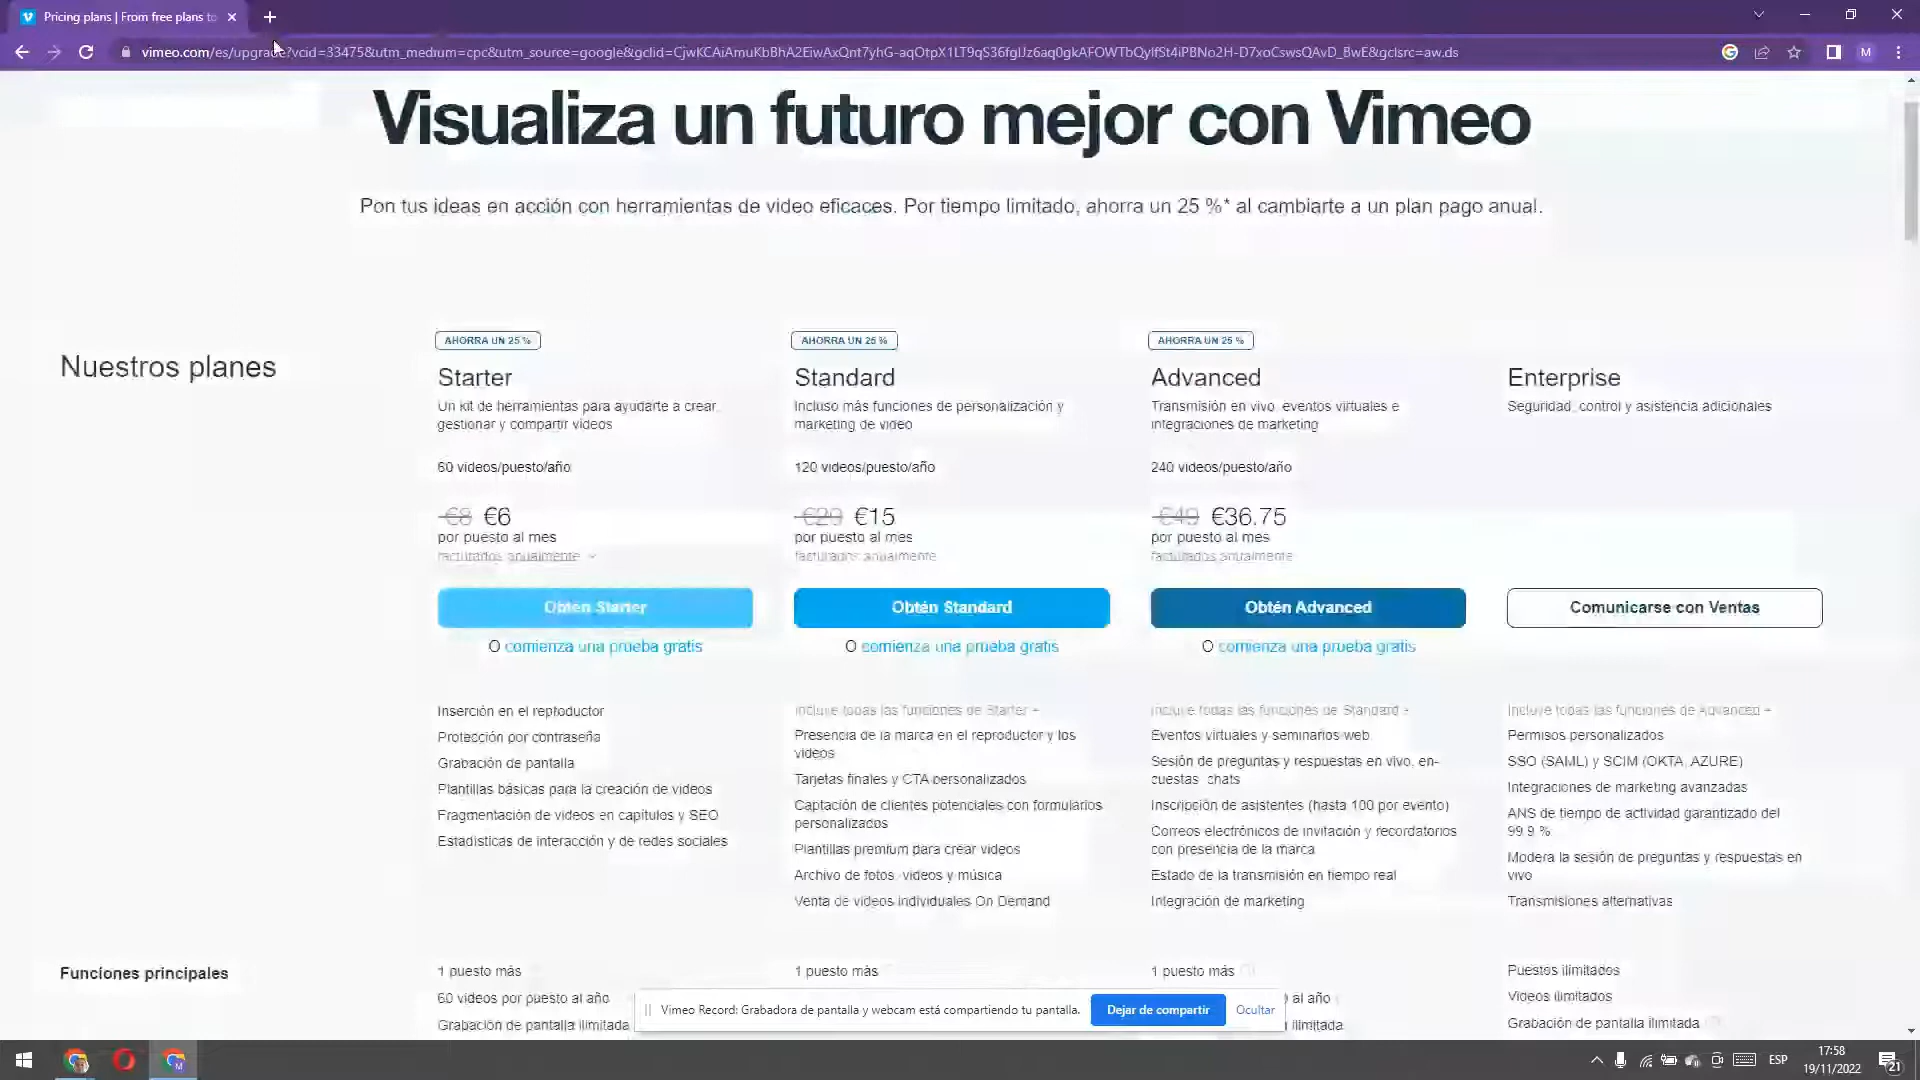 Pricing plans | From free plans to
vimeo.com/es/upgrade?vcid=33475&utm_medium=cpc&utm_source=google&gclid=CjwKCAiAmuKbBhA2EiwAxQnt7yhG-aqOtpX1LT9qS36fgIJz6aq0gkAFOWTbQylfSt4iPBNo2H-D7xoCswsQAvD_BwE&gclsrc=aw.ds
M
Visualiza un futuro mejor con Vimeo
Pon tus ideas en acción con herramientas de video eficaces. Por tiempo limitado, ahorra un 25 %* al cambiarte a un plan pago anual.
Nuestros planes
AHORRA UN 25 %
Starter
Un kit de herramientas para ayudarte a crear,
gestionar y compartir videos
60 videos/puesto/año
€8 €6
por puesto al mes
facturados anualmente
Obtén Starter
O comienza una prueba gratis
Inserción en el reproductor
Protección por contraseña
Grabación de pantalla
Plantillas básicas para la creación de videos
Fragmentación de videos en capítulos y SEO
Estadísticas de interacción y de redes sociales
AHORRA UN 25 %
Standard
Incluso más funciones de personalización y
marketing de video
120 videos/puesto/año
€20 €15
por puesto al mes
facturados anualmente
Obtén Standard
O comienza una prueba gratis
Incluye todas las funciones de Starter +
Presencia de la marca en el reproductor y los
videos
Tarjetas finales y CTA personalizados
Captación de clientes potenciales con formularios
personalizados
Plantillas premium para crear videos
Archivo de fotos, videos y música
Venta de videos individuales On Demand
AHORRA UN 25 %
Advanced
Transmisión en vivo, eventos virtuales e
integraciones de marketing
240 videos/puesto/año
€49 €36.75
por puesto al mes
facturados anualmente
Obtén Advanced
O comienza una prueba gratis
Incluye todas las funciones de Standard +
Eventos virtuales y seminarios web
Sesión de preguntas y respuestas en vivo, en-
cuestas, chats
Inscripción de asistentes (hasta 100 por evento)
Correos electrónicos de invitación y recordatorios
con presencia de la marca
Estado de la transmisión en tiempo real
Integración de marketing
Enterprise
Seguridad, control y asistencia adicionales
Comunicarse con Ventas
Incluye todas las funciones de Advanced +
Permisos personalizados
SSO (SAML) y SCIM (OKTA, AZURE)
Integraciones de marketing avanzadas
ANS de tiempo de actividad garantizado del
99.9 %
Modera la sesión de preguntas y respuestas en
vivo
Transmisiones alternativas
Funciones principales
1 puesto más
60 videos por puesto al año
Grabación de pantalla ilimitada
1 puesto más
1 puesto más
al año
ilimitada
Puestos ilimitados
Videos ilimitados
Grabación de pantalla ilimitada
Vimeo Record: Grabadora de pantalla y webcam está compartiendo tu pantalla.
Dejar de compartir
Ocultar
ESP
17:58
19/11/2022
21